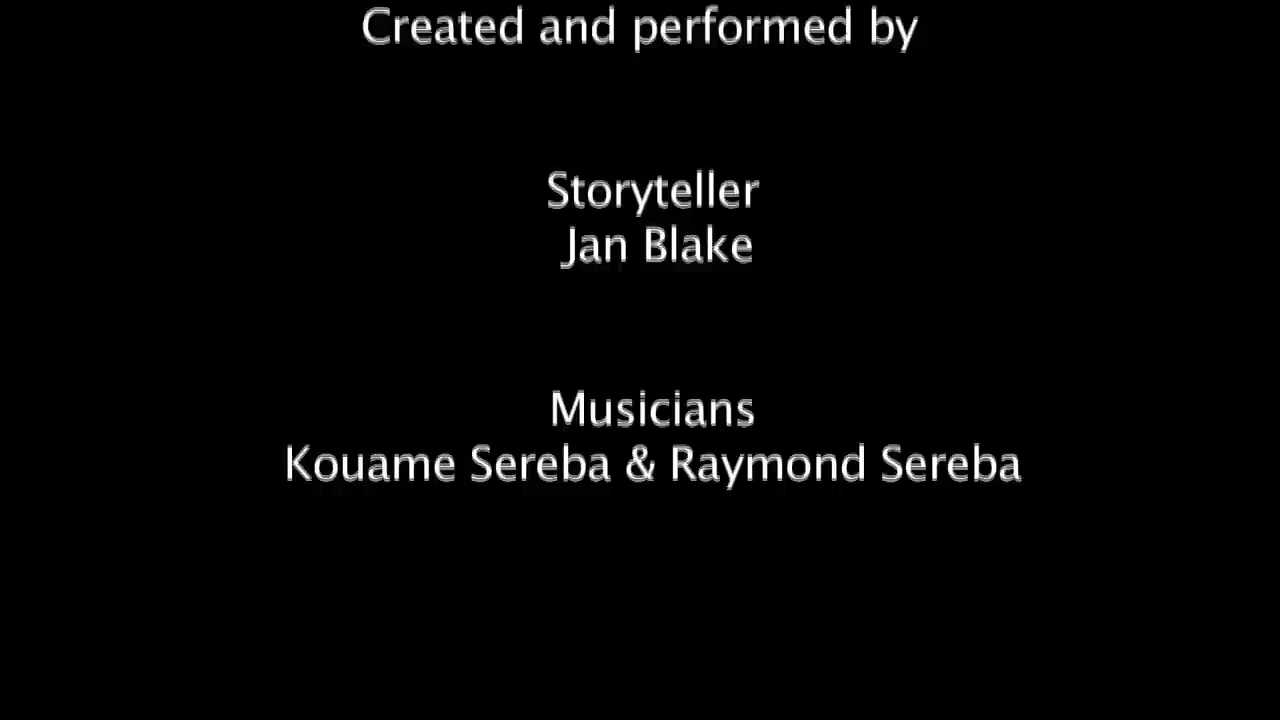 Created and performed by
Storyteller
Jan Blake
Musicians
Kouame Sereba & Raymond Sereba